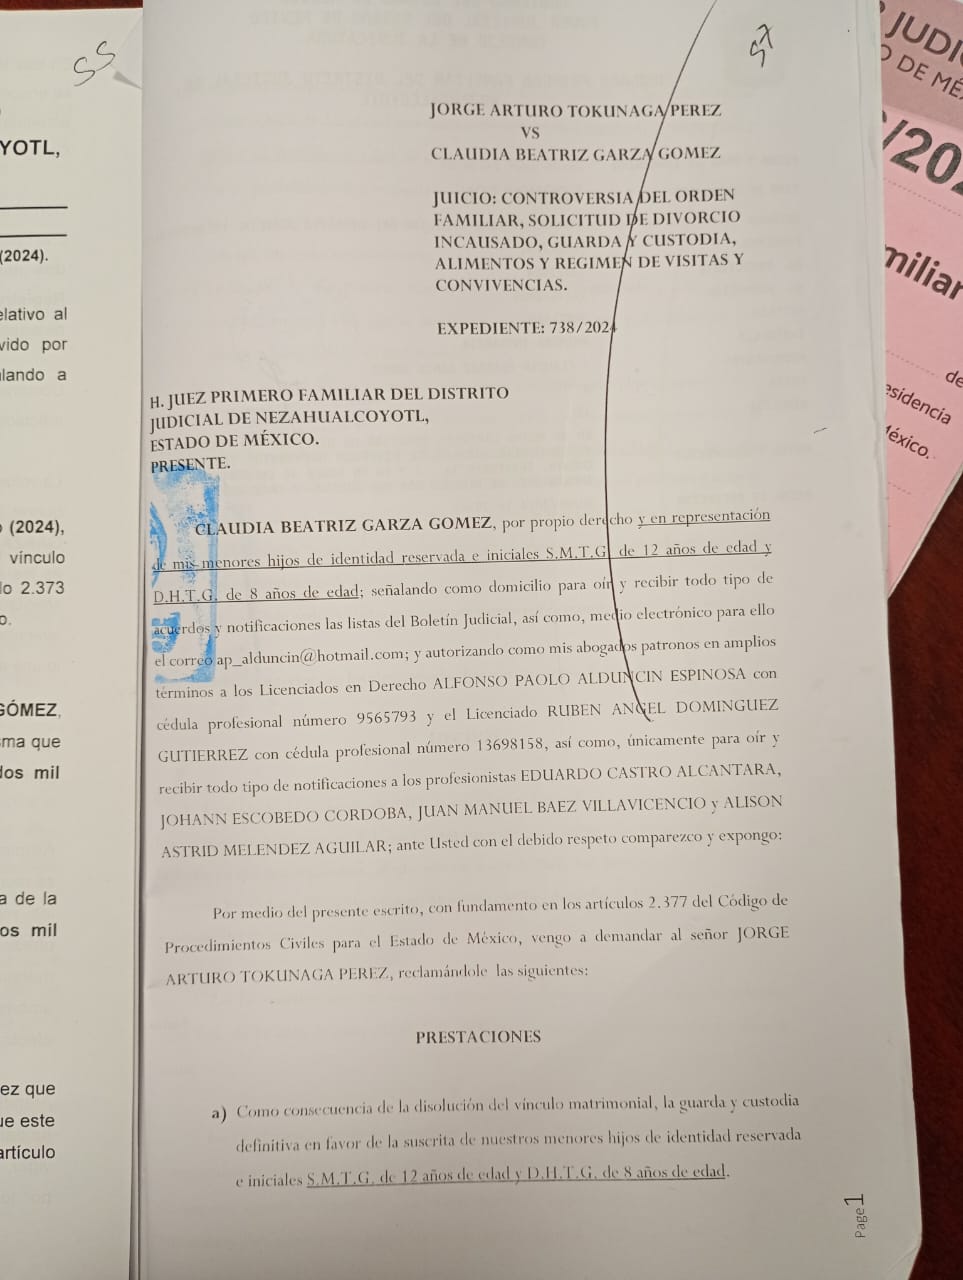 55
YOTL,
(2024).
elativo al
vido por
lando a
(2024),
vínculo
lo 2.373
o.
GÓMEZ,
ma que
dos mil
a de la
os mil
ez que
ue este
artículo
57
JORGE ARTURO TOKUNAGA PEREZ
VS
CLAUDIA BEATRIZ GARZA GOMEZ
JUICIO: CONTROVERSIA DEL ORDEN
FAMILIAR, SOLICITUD DE DIVORCIO
INCAUSADO, GUARDA Y CUSTODIA,
ALIMENTOS Y REGIMEN DE VISITAS Y
CONVIVENCIAS.
EXPEDIENTE: 738/2024
H. JUEZ PRIMERO FAMILIAR DEL DISTRITO
JUDICIAL DE NEZAHUALCOYOTL,
ESTADO DE MÉXICO.
PRESENTE.
CLAUDIA BEATRIZ GARZA GOMEZ, por propio derecho y en representación
de mis menores hijos de identidad reservada e iniciales S.M.T.G. de 12 años de edad y
D.H.T.G. de 8 años de edad; señalando como domicilio para oír y recibir todo tipo de
acuerdos y notificaciones las listas del Boletín Judicial, así como, medio electrónico para ello
el correo ap_alduncin@hotmail.com; y autorizando como mis abogados patronos en amplios
términos a los Licenciados en Derecho ALFONSO PAOLO ALDUNCIN ESPINOSA con
cédula profesional número 9565793 y el Licenciado RUBEN ANGEL DOMINGUEZ
GUTIERREZ con cédula profesional número 13698158, así como, únicamente para oír y
recibir todo tipo de notificaciones a los profesionistas EDUARDO CASTRO ALCANTARA,
JOHANN ESCOBEDO CORDOBA, JUAN MANUEL BAEZ VILLAVICENCIO y ALISON
ASTRID MELENDEZ AGUILAR; ante Usted con el debido respeto comparezco y expongo:
Por medio del presente escrito, con fundamento en los artículos 2.377 del Código de
Procedimientos Civiles para el Estado de México, vengo a demandar al señor JORGE
ARTURO TOKUNAGA PEREZ, reclamándole las siguientes:
PRESTACIONES
a) Como consecuencia de la disolución del vínculo matrimonial, la guarda y custodia
definitiva en favor de la suscrita de nuestros menores hijos de identidad reservada
e iniciales S.M.T.G. de 12 años de edad y D.H.T.G. de 8 años de edad.
Page 1
JUDI
O DE MÉ
/202
miliar
de
esidencia
México.